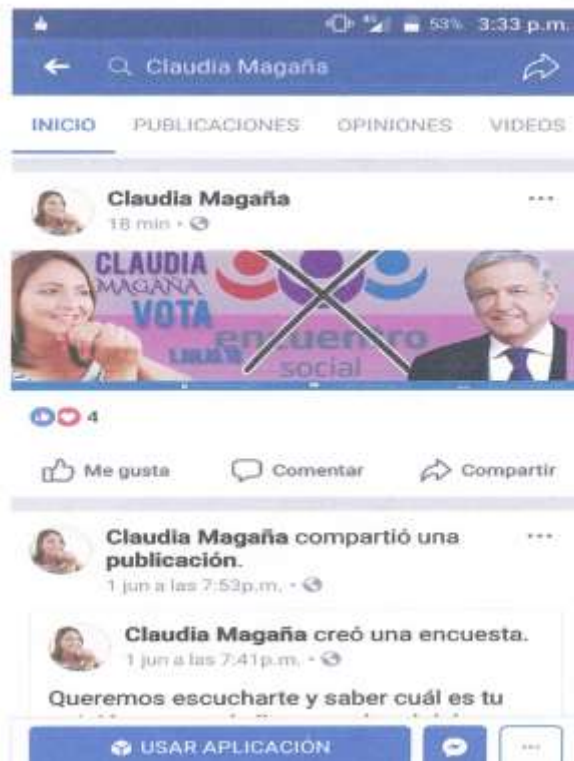 53% 3:33 p.m.
Claudia Magaña
INICIO PUBLICACIONES OPINIONES VIDEOS
Claudia Magaña
18 min
CLAUDIA
MAGAÑA
VOTA
encuentro
social
4
Me gusta Comentar Compartir
Claudia Magaña compartió una
publicación.
1 jun a las 7:53p.m.
Claudia Magaña creó una encuesta.
1 jun a las 7:41p.m.
Queremos escucharte y saber cuál es tu
USAR APLICACIÓN